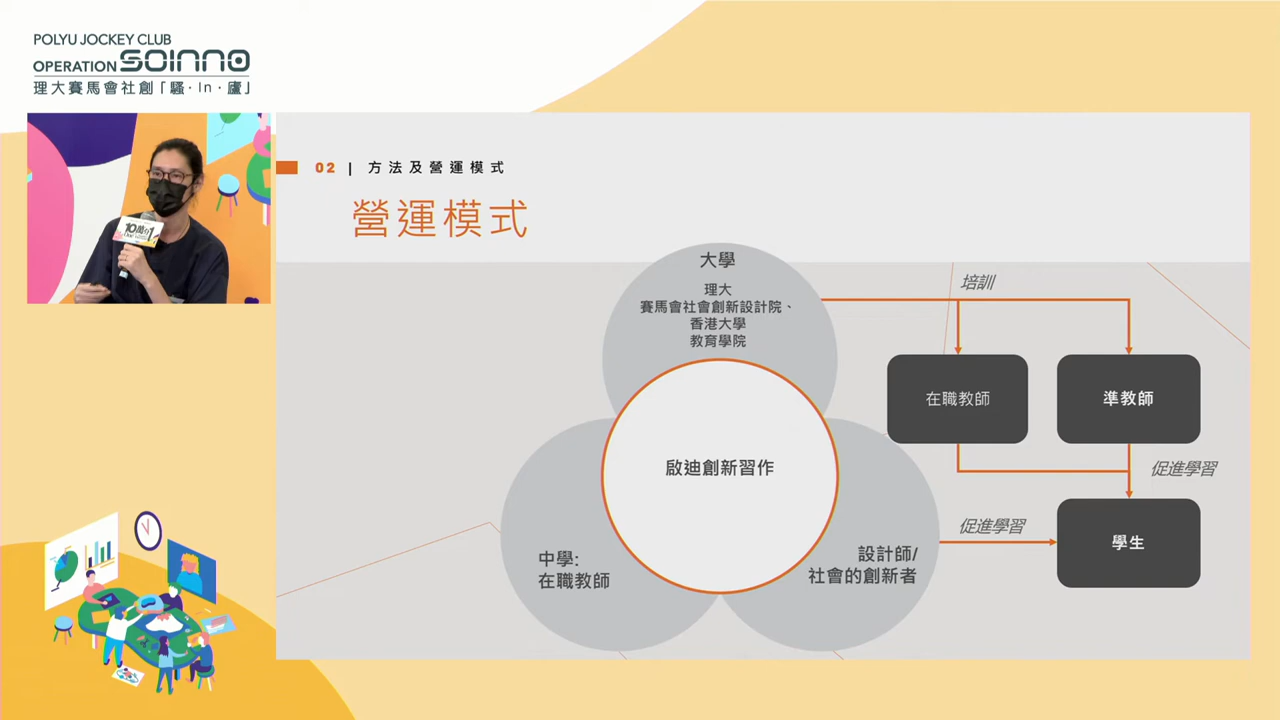 POLYU JOCKEY CLUB
OPERATION SOINNO
理大賽馬會社創「騷·In·廬」
02 | 方法及營運模式
營運模式
大學
理大
賽馬會社會創新設計院、
香港大學
教育學院
啟迪創新習作
中學:
在職教師
設計師/
社會的創新者
培訓
在職教師
準教師
促進學習
促進學習
學生